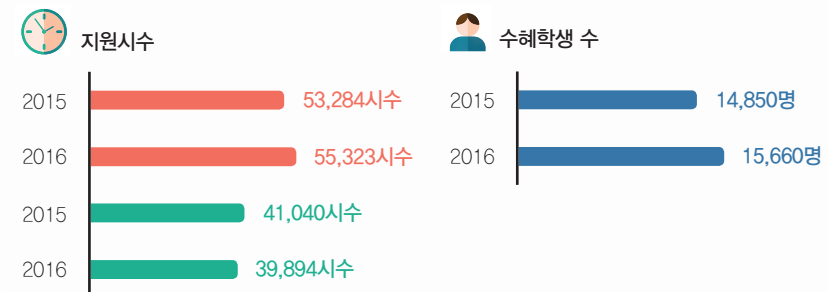 지원시수
2015 53,284시수
2016 55,323시수
2015 41,040시수
2016 39,894시수
수혜학생 수
2015 14,850명
2016 15,660명